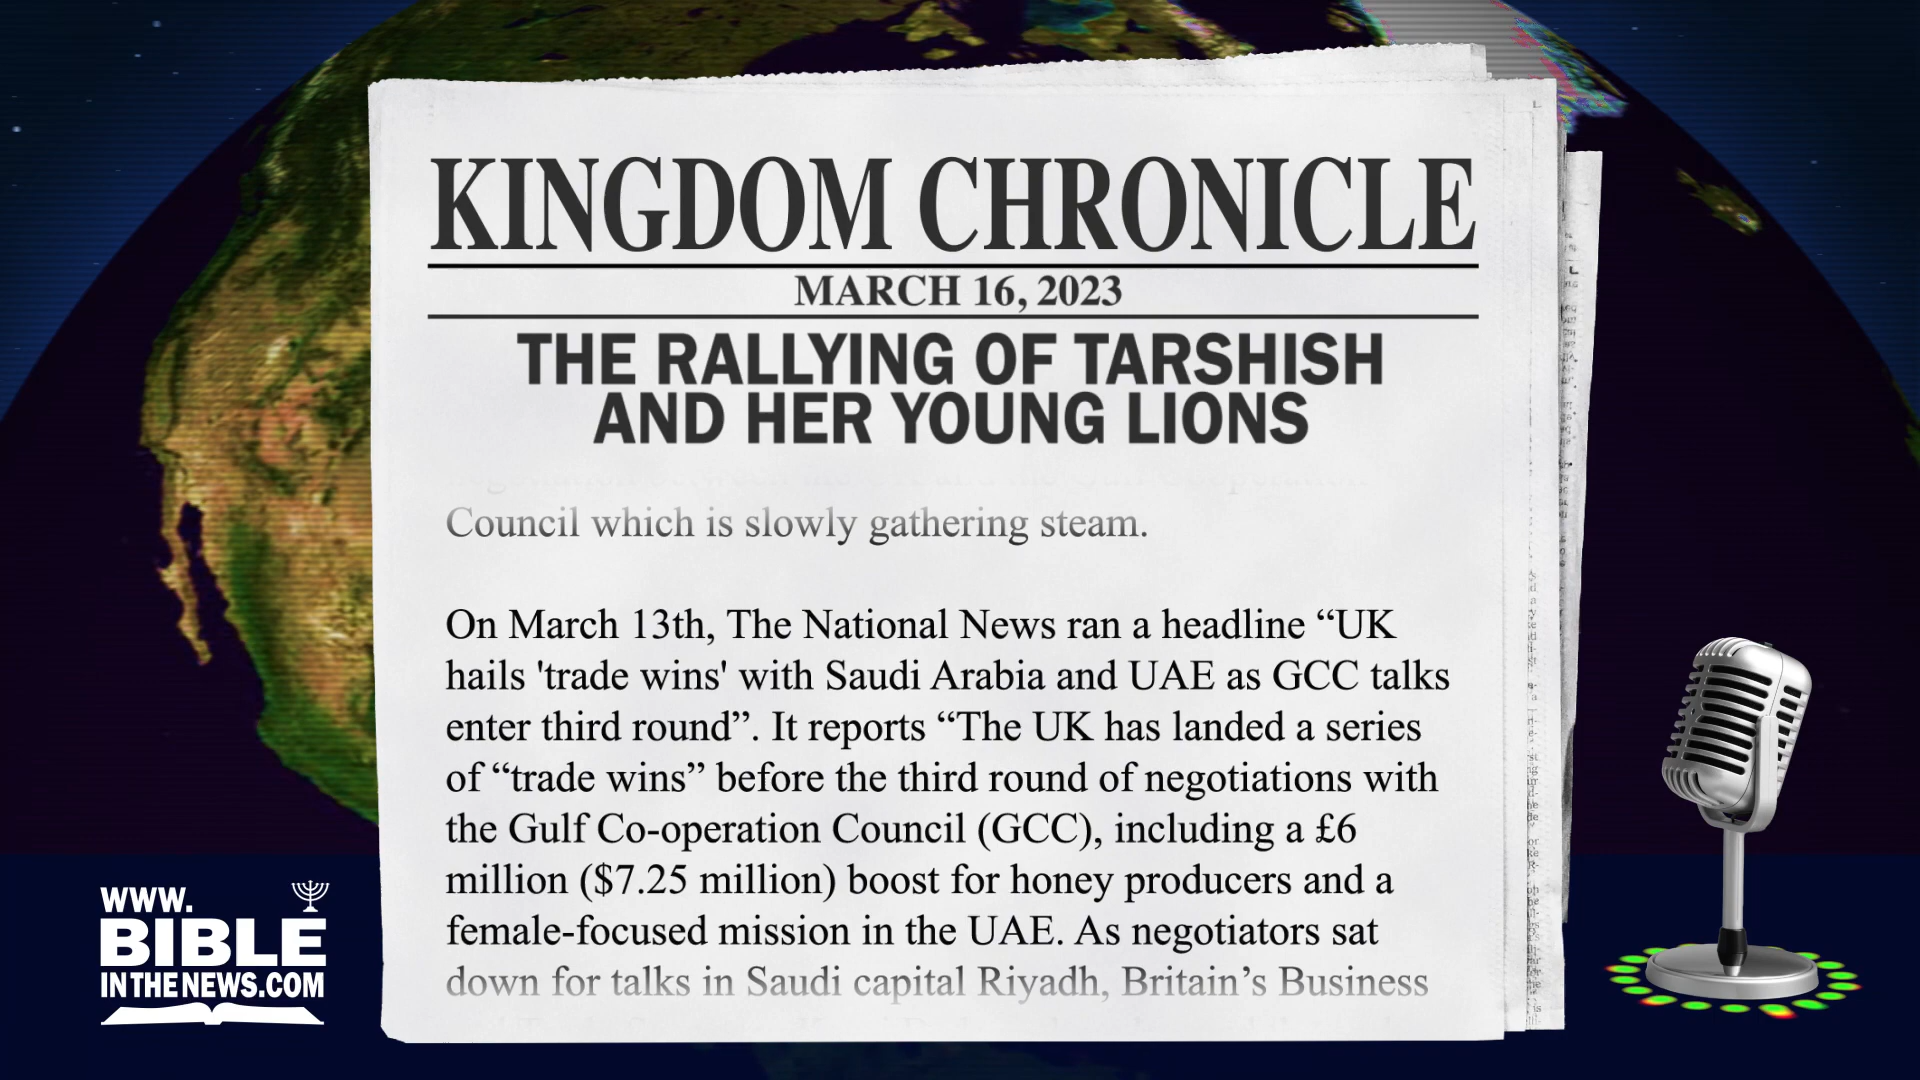 KINGDOM CHRONICLE
MARCH 16, 2023
THE RALLYING OF TARSHISH
AND HER YOUNG LIONS
Council which is slowly gathering steam.
On March 13th, The National News ran a headline “UK
hails 'trade wins' with Saudi Arabia and UAE as GCC talks
enter third round”. It reports “The UK has landed a series
of “trade wins” before the third round of negotiations with
the Gulf Co-operation Council (GCC), including a £6
million ($7.25 million) boost for honey producers and a
female-focused mission in the UAE. As negotiators sat
down for talks in Saudi capital Riyadh, Britain’s Business
WWW.
BIBLE
IN THE NEWS.COM